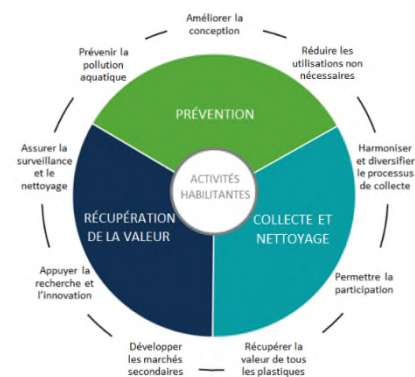 Améliorer la
conception
Réduire les
utilisations non
nécessaires
Harmoniser
et diversifier
le processus
de collecte
Permettre la
participation
Récupérer la
valeur de tous
les plastiques
Développer
les marchés
secondaires
Appuyer la
recherche et
l'innovation
Assurer la
surveillance
et le
nettoyage
Prévenir la
pollution
aquatique
PRÉVENTION
ACTIVITÉS
HABILITANTES
RÉCUPÉRATION
DE LA VALEUR
COLLECTE ET
NETTOYAGE